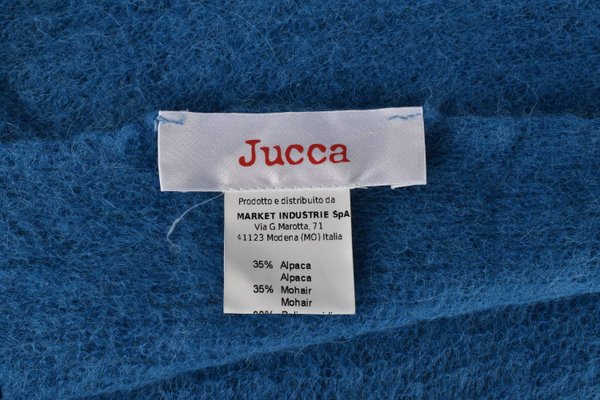 Jucca
Prodotto e distribuito da
MARKET INDUSTRIE SpA
Via G.Marotta, 71
41123 Modena (MO) Italia
35% Alpaca
Alpaca
35% Mohair
Mohair